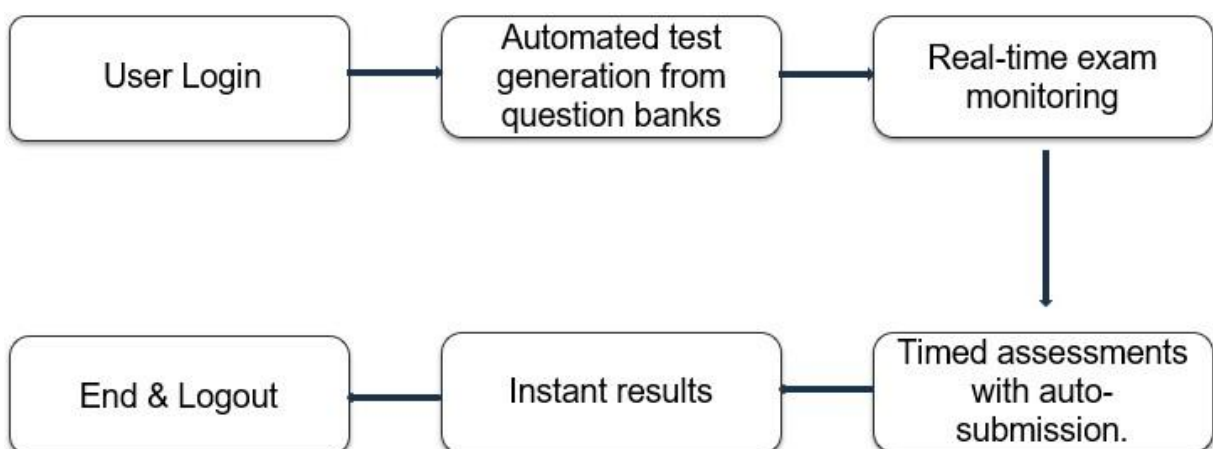 User Login
Automated test
generation from
question banks
Real-time exam
monitoring
Timed assessments
with auto-
submission.
Instant results
End & Logout